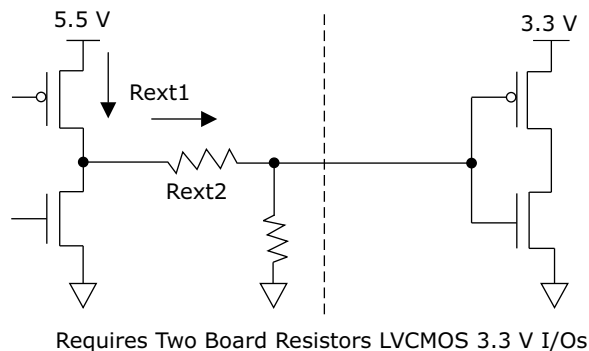 5.5 V
3.3 V
Rext1
Rext2
Requires Two Board Resistors LVCMOS 3.3 V I/Os